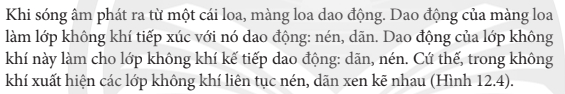 Khi sóng âm phát ra từ một cái loa, màng loa dao động. Dao động của màng loa
làm lớp không khí tiếp xúc với nó dao động: nén, dãn. Dao động của lớp không
khí này làm cho lớp không khí kế tiếp dao động: dãn, nén. Cứ thế, trong không
khí xuất hiện các lớp không khí liên tục nén, dãn xen kẽ nhau (Hình 12.4).